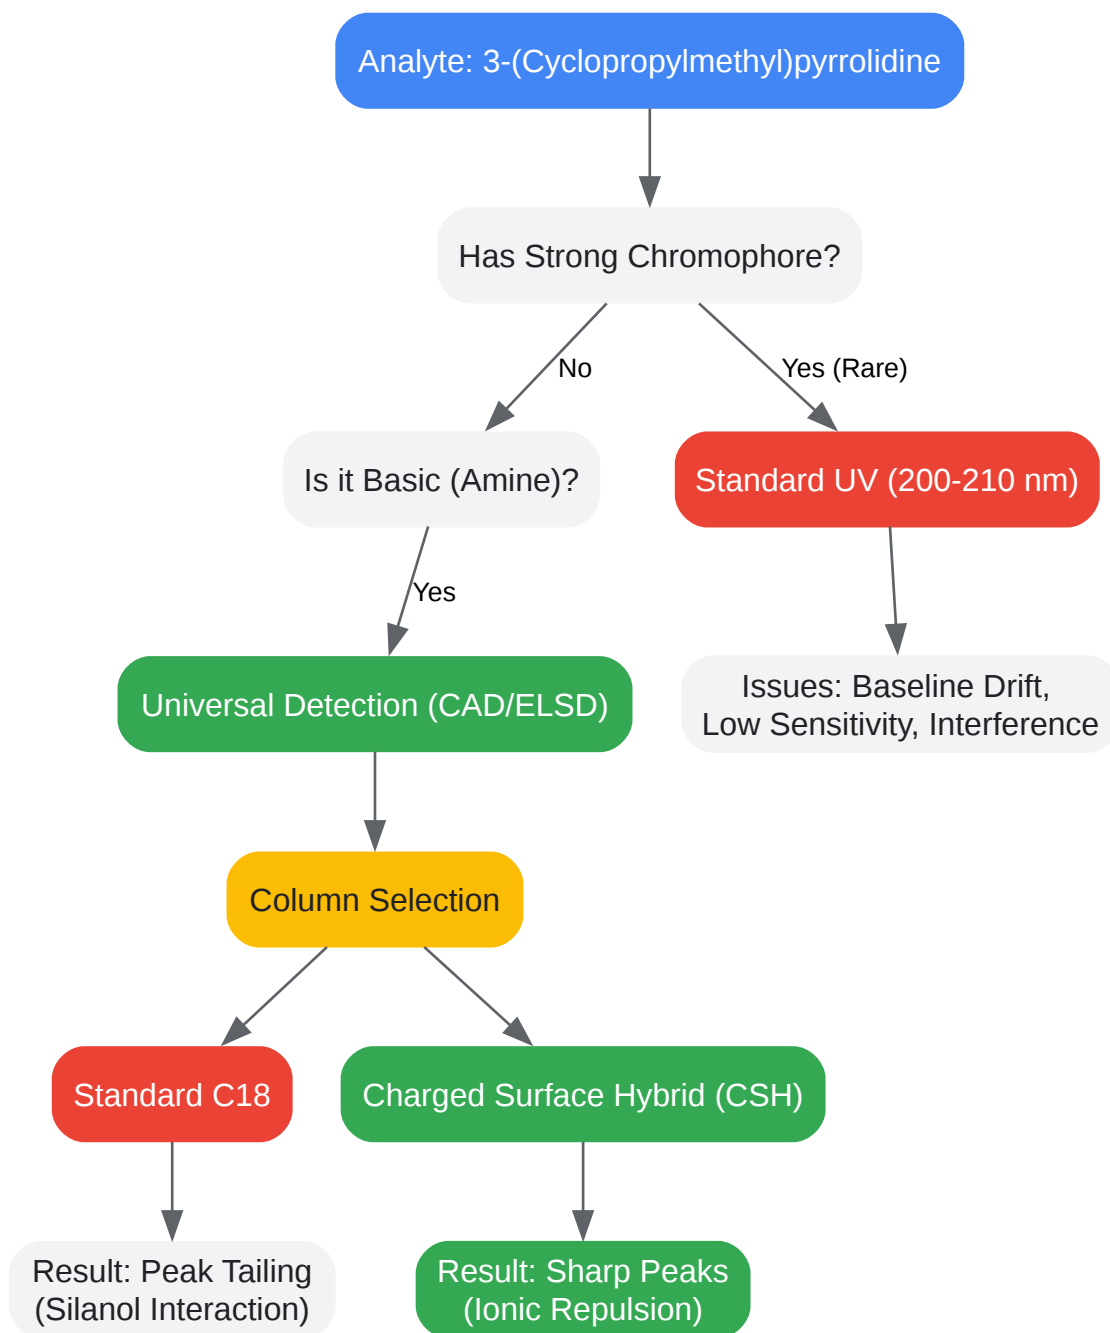 Analyte: 3-(Cyclopropylmethyl)pyrrolidine
Has Strong Chromophore?
No
Yes (Rare)
Is it Basic (Amine)?
Standard UV (200-210 nm)
Yes
Universal Detection (CAD/ELSD)
Issues: Baseline Drift,
Low Sensitivity, Interference
Column Selection
Standard C18
Charged Surface Hybrid (CSH)
Result: Peak Tailing
(Silanol Interaction)
Result: Sharp Peaks
(Ionic Repulsion)